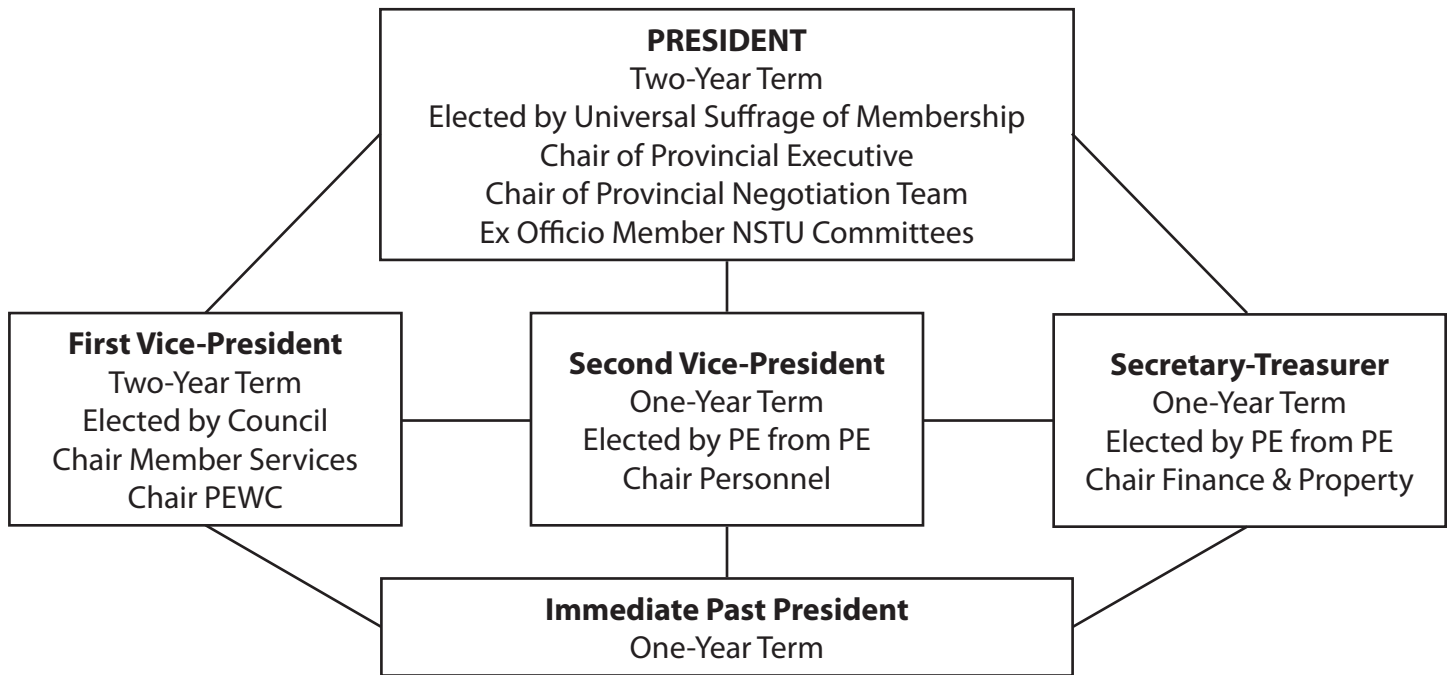 PRESIDENT
Two-Year Term
Elected by Universal Suffrage of Membership
Chair of Provincial Executive
Chair of Provincial Negotiation Team
Ex Officio Member NSTU Committees
First Vice-President
Two-Year Term
Elected by Council
Chair Member Services
Chair PEWC
Second Vice-President
One-Year Term
Elected by PE from PE
Chair Personnel
Secretary-Treasurer
One-Year Term
Elected by PE from PE
Chair Finance & Property
Immediate Past President
One-Year Term